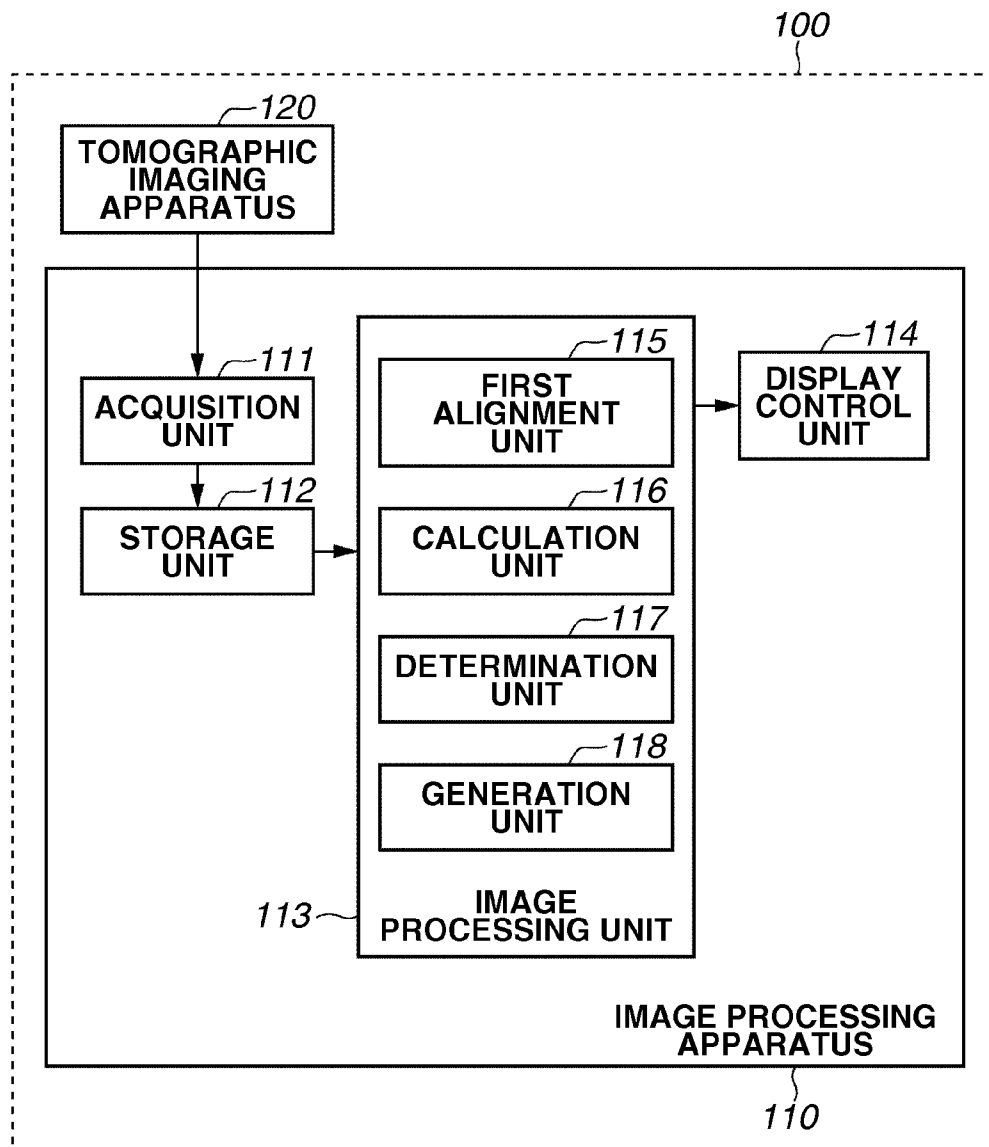 100
120
TOMOGRAPHIC
IMAGING
APPARATUS
111
ACQUISITION
UNIT
112
STORAGE
UNIT
115
FIRST
ALIGNMENT
UNIT
116
CALCULATION
UNIT
117
DETERMINATION
UNIT
118
GENERATION
UNIT
113
IMAGE
PROCESSING UNIT
114
DISPLAY
CONTROL
UNIT
IMAGE PROCESSING
APPARATUS
110